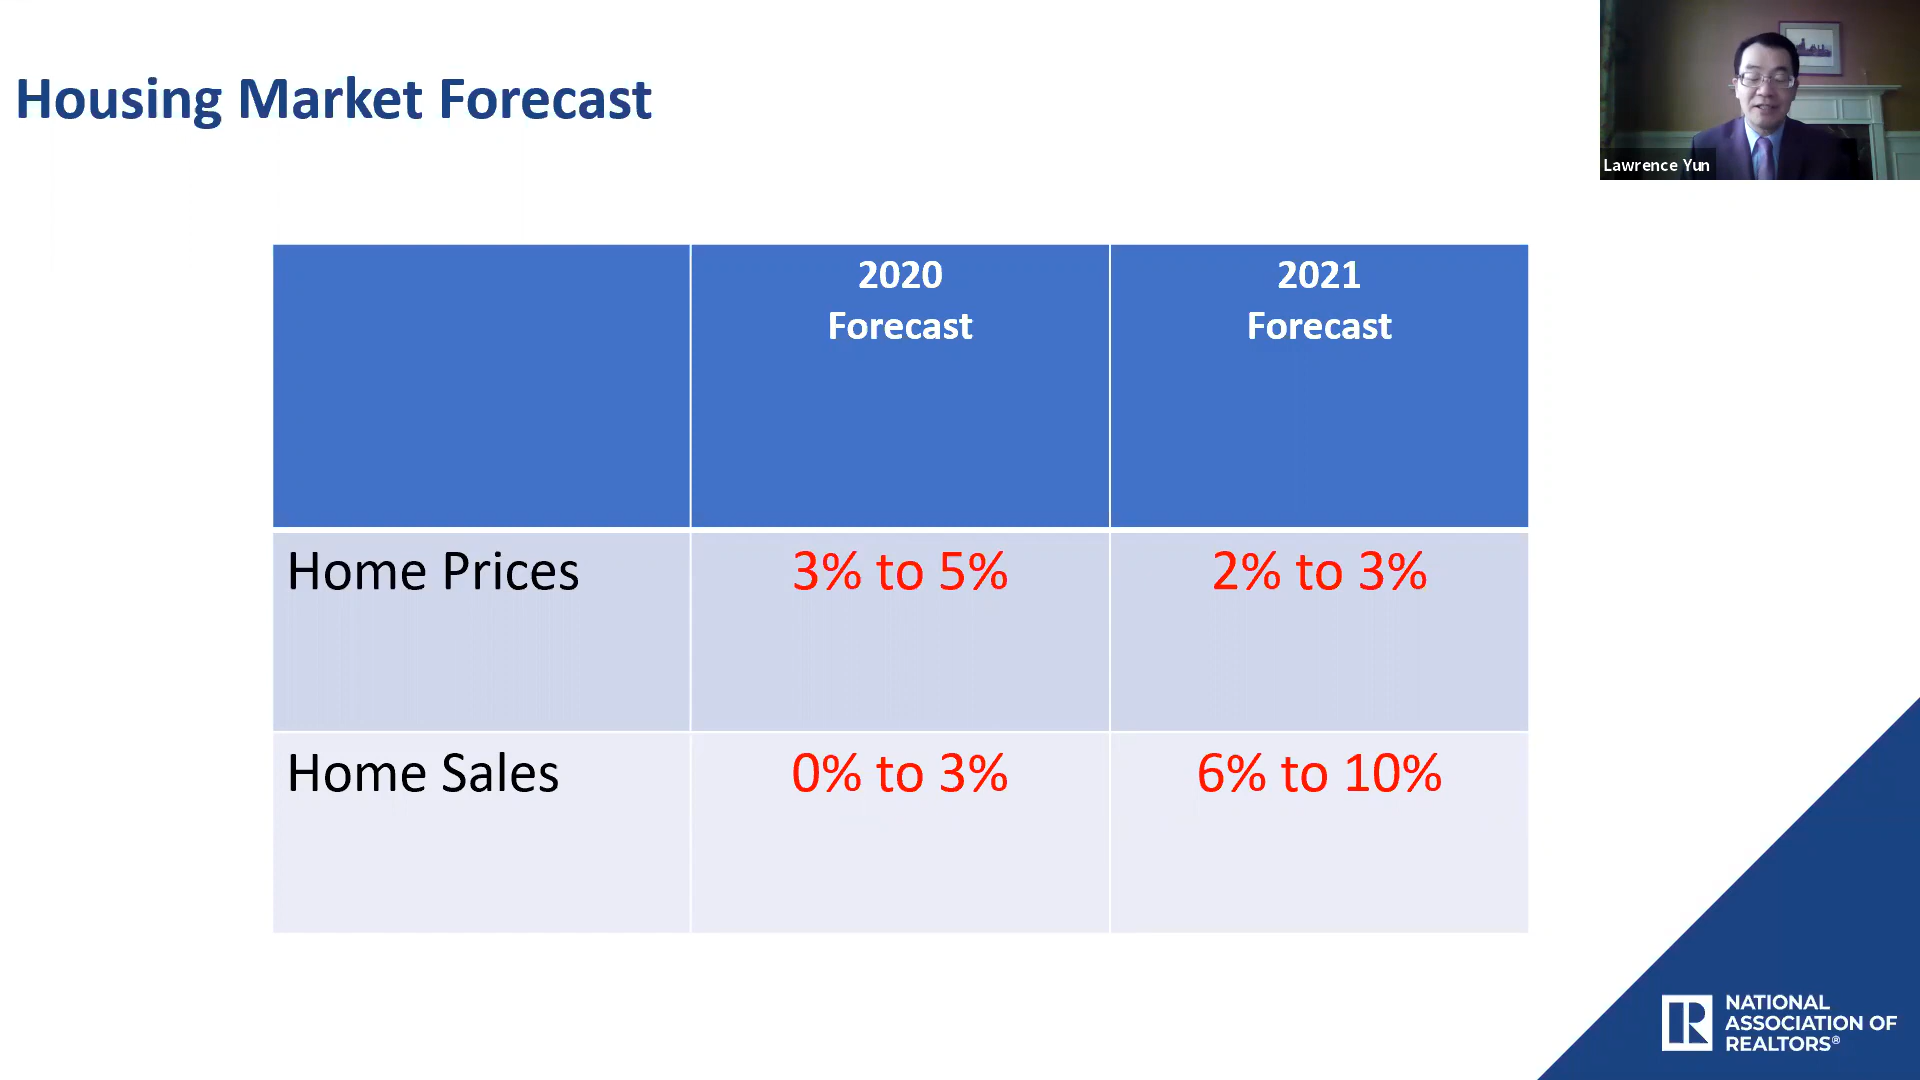 Housing Market Forecast
Lawrence Yun
2020
Forecast
2021
Forecast
Home Prices
3% to 5%
2% to 3%
Home Sales
0% to 3%
6% to 10%
NATIONAL
ASSOCIATION OF
REALTORS®